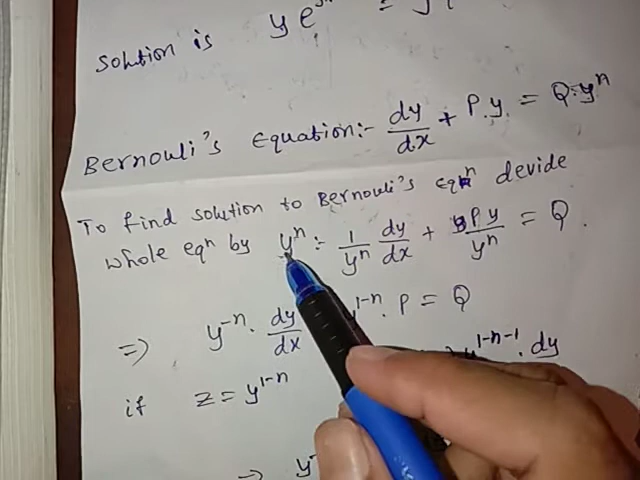 Solution is ye
Bernouli's Equation:- dy/dx + P.y = Q.y^n
To find solution to Bernouli's eq^n devide
whole eq^n by y^n :- 1/y^n dy/dx + P y/y^n = Q.
=> y^-n . dy/dx y^1-n . P = Q
if z = y^1-n y^1-n-1 . dy
=> y